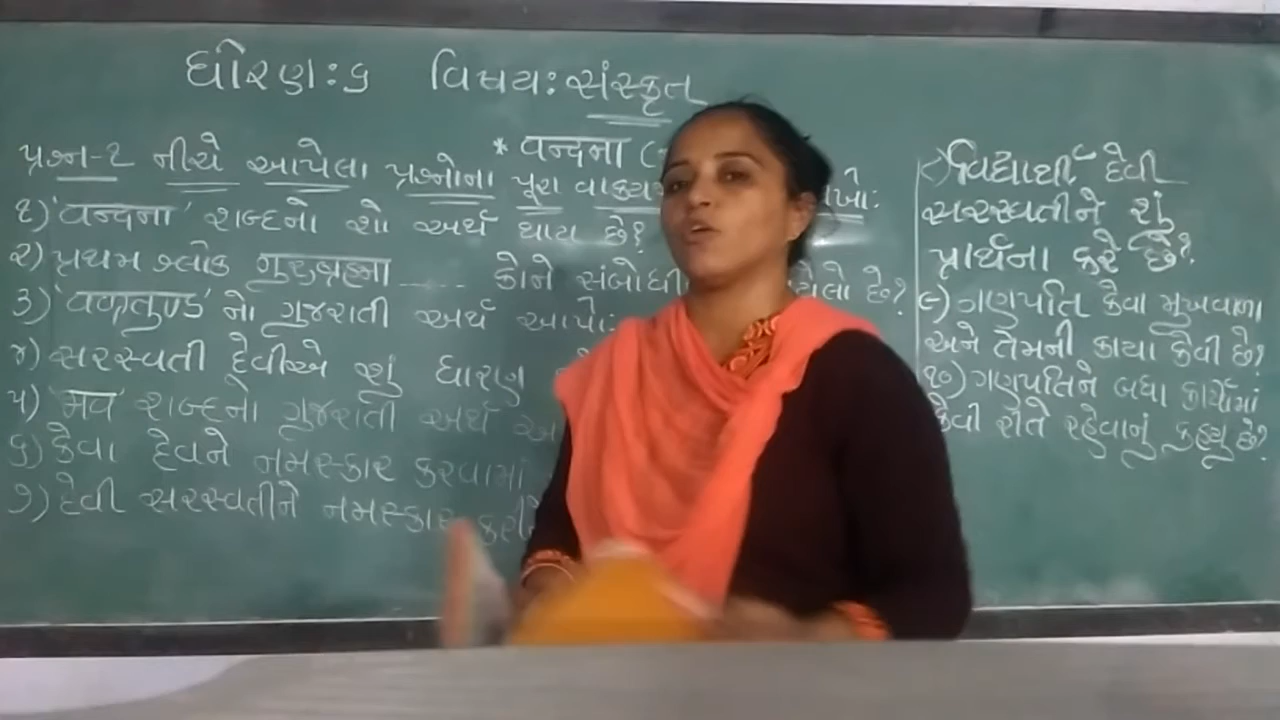 ધોરણ: ૬ વિષય: સંસ્કૃત
* વન્દના (
પ્રશ્ન-૨ નીચે આપેલા પ્રશ્નોના પૂરા
૧) 'વન્દના' શબ્દનો શો અર્થ થાય છે?
૨) પ્રથમ શ્લોક ગુરુબ્રહ્મા ...... કોને સંબોધી છે?
૩) 'વક્રતુણ્ડ' નો ગુજરાતી અર્થ આપો:
૪) સરસ્વતી દેવીએ શું ધારણ
૫) 'મવ' શબ્દનો ગુજરાતી અર્થ
૬) કેવા દેવને નમસ્કાર કરવામાં
૭) દેવી સરસ્વતીને નમસ્કાર
૮) વિદ્યાર્થી દેવી
સરસ્વતીને શું
પ્રાર્થના કરે છે?
૯) ગણપતિ કેવા મુખવાળા
અને તેમની કાયા કેવી છે?
૧૦) ગણપતિને બધા કાર્યોમાં
કેવી રીતે રહેવાનું કહ્યુ છે?